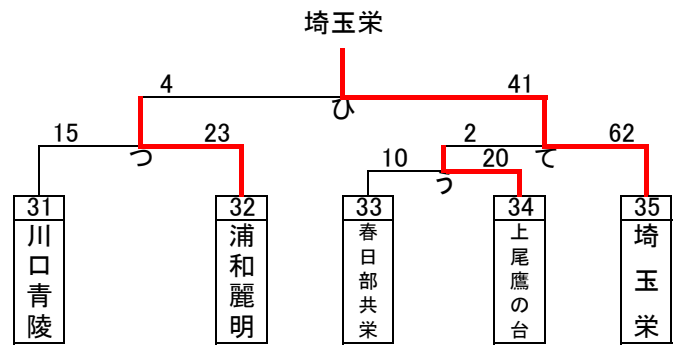 埼玉栄
4 41
ひ
15 23 2 62
つ て
10 20
う
31 32 33 34 35
川口青陵
浦和麗明
春日部共栄
上尾鷹の台
埼玉栄